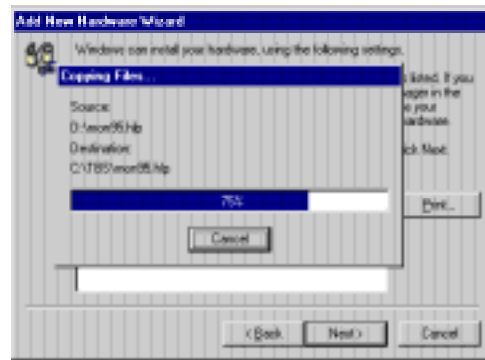 Add New Hardware Wizard
Windows can install your hardware, using the following settings.
Copying Files...
listed. If you
in the
your
hardware.
Source:
D:\mon95.hlp
Destination:
C:\TBS\mon95.hlp
Next.
75%
Print...
Cancel
< Back
Next >
Cancel